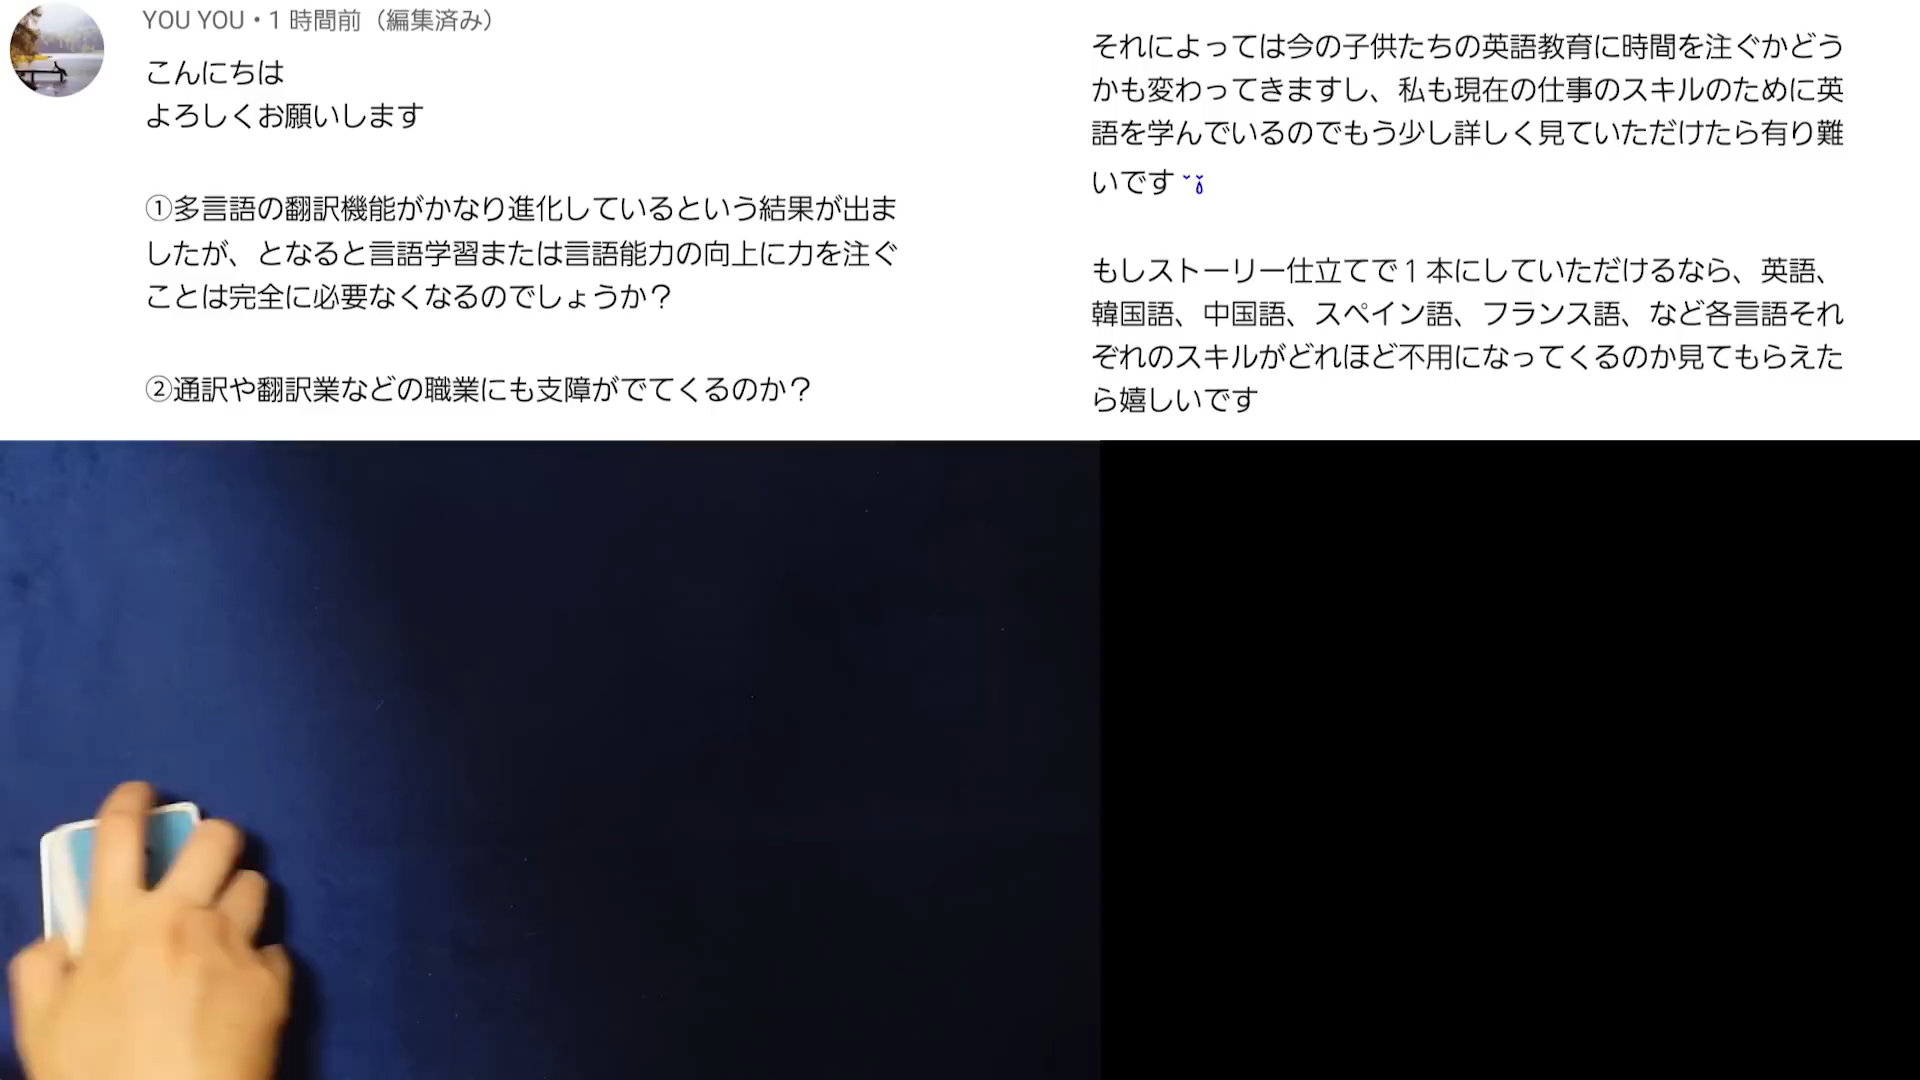 YOU YOU・1 時間前（編集済み）
こんにちは
よろしくお願いします
①多言語の翻訳機能がかなり進化しているという結果が出ま
したが、となると言語学習または言語能力の向上に力を注ぐ
ことは完全に必要なくなるのでしょうか？
②通訳や翻訳業などの職業にも支障がでてくるのか？
それによっては今の子供たちの英語教育に時間を注ぐかどう
かも変わってきますし、私も現在の仕事のスキルのために英
語を学んでいるのでもう少し詳しく見ていただけたら有り難
いです
もしストーリー仕立てで１本にしていただけるなら、英語、
韓国語、中国語、スペイン語、フランス語、など各言語それ
ぞれのスキルがどれほど不用になってくるのか見てもらえた
ら嬉しいです